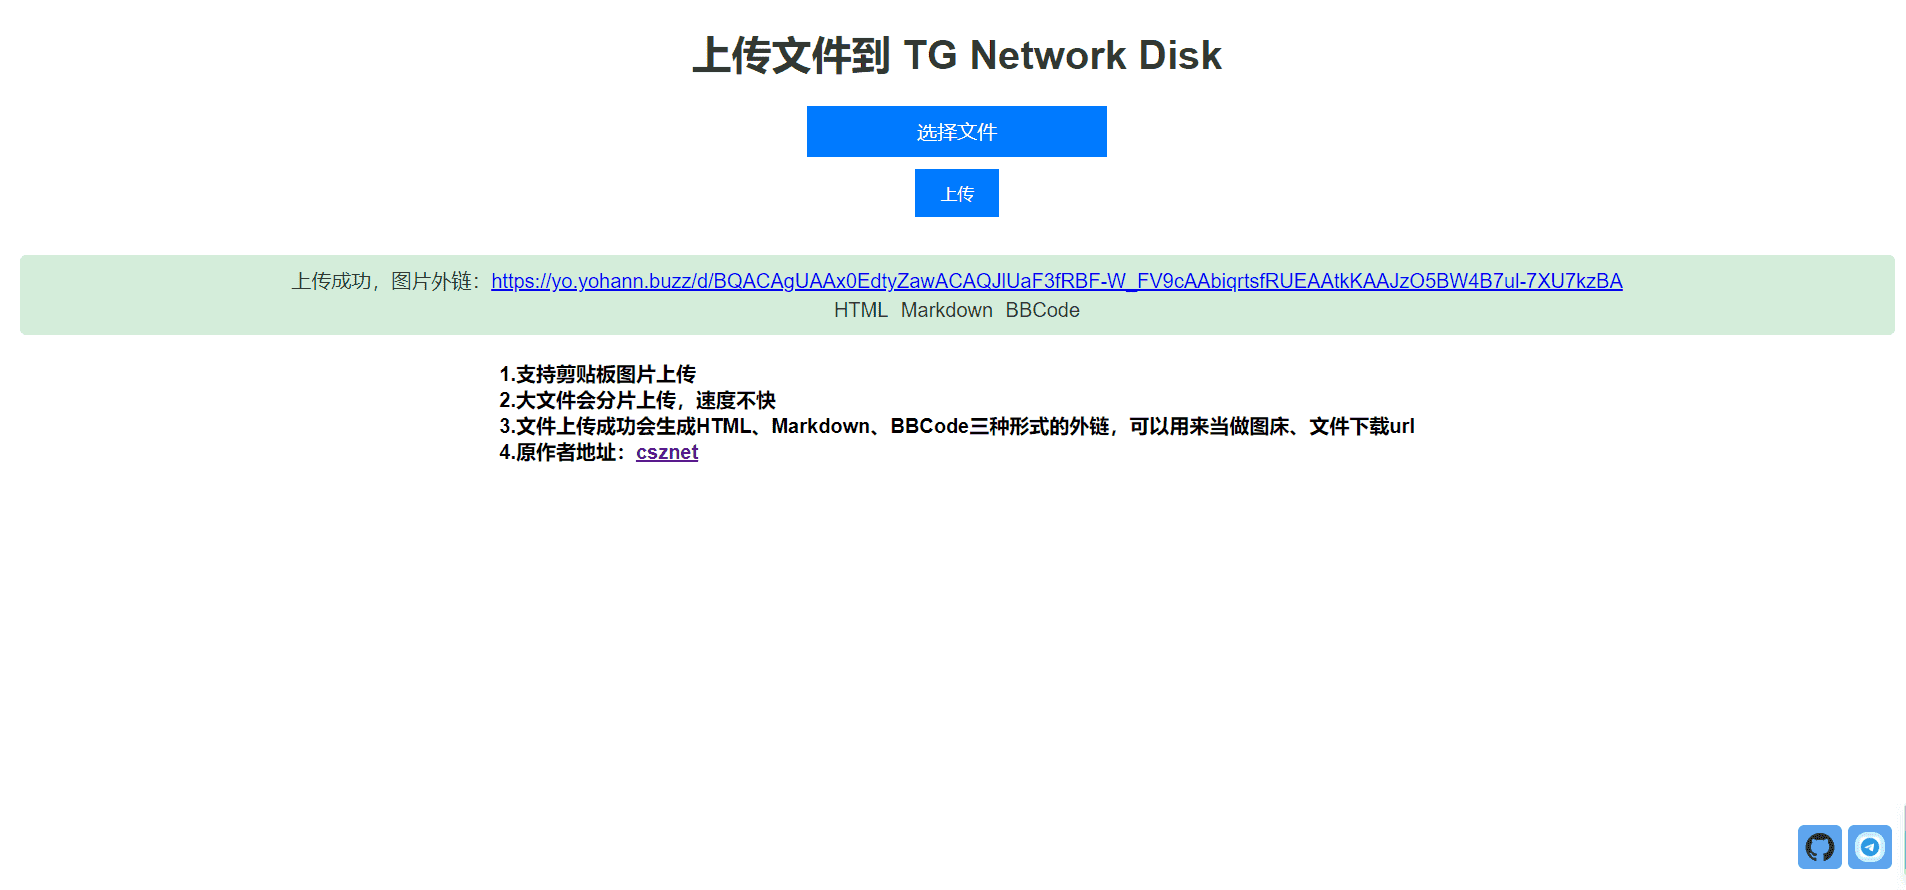 上传文件到 TG Network Disk
选择文件
上传
上传成功，图片外链：https://yo.yohann.buzz/d/BQACAgUAAx0EdtyZawACAQJlUaF3fRBF-W_FV9cAAbiqrtsfRUEAAtkKAAJzO5BW4B7ul-7XU7kzBA
HTML Markdown BBCode
1.支持剪贴板图片上传
2.大文件会分片上传，速度不快
3.文件上传成功会生成HTML、Markdown、BBCode三种形式的外链，可以用来当做图床、文件下载url
4.原作者地址：csznet